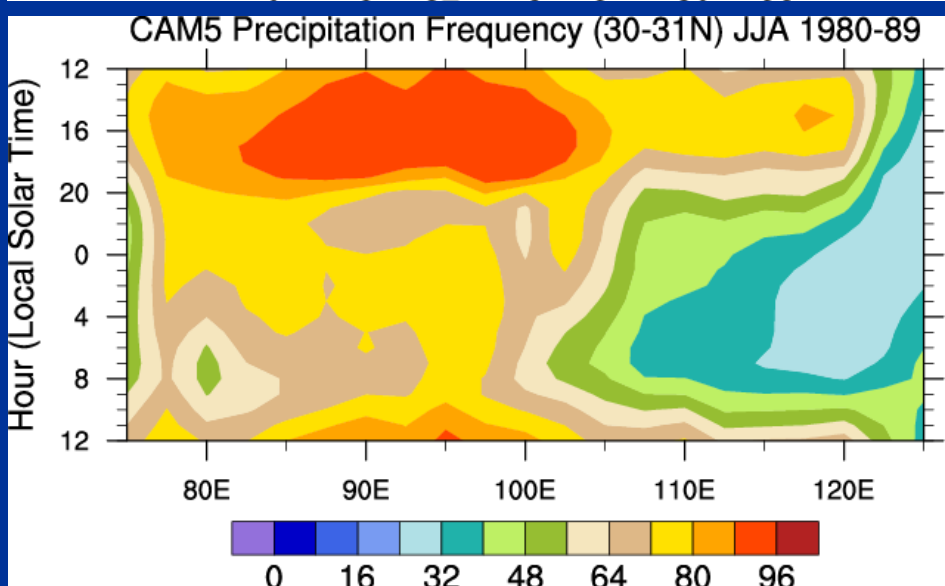 CAM5 Precipitation Frequency (30-31N) JJA 1980-89
Hour (Local Solar Time)
12
16
20
0
4
8
12
80E 90E 100E 110E 120E
0 16 32 48 64 80 96